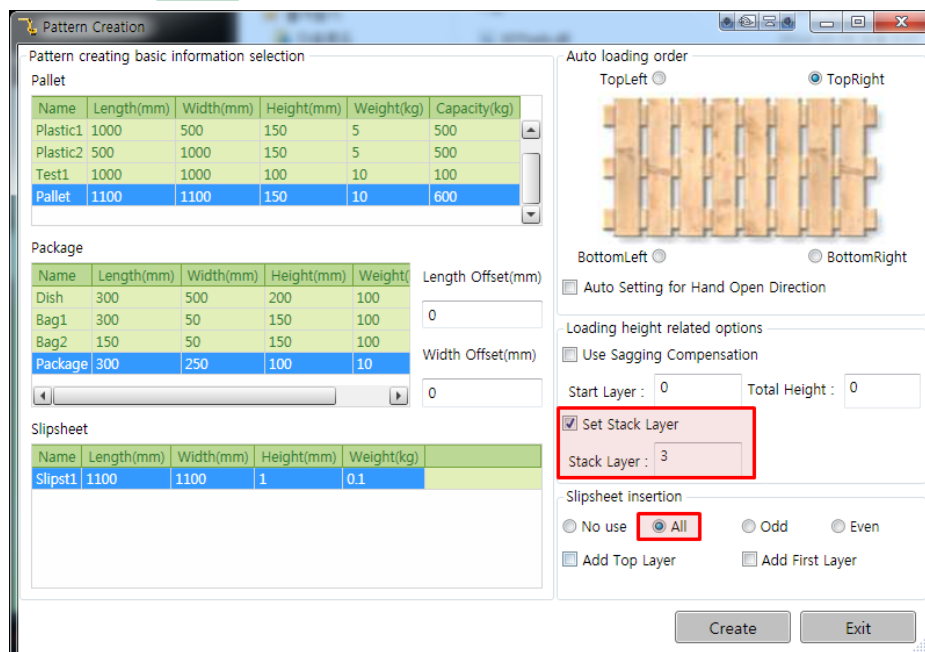 Pattern Creation
Pattern creating basic information selection
Pallet
Name Length(mm) Width(mm) Height(mm) Weight(kg) Capacity(kg)
Plastic1 1000 500 150 5 500
Plastic2 500 1000 150 5 500
Test1 1000 1000 100 10 100
Pallet 1100 1100 150 10 600
Package
Name Length(mm) Width(mm) Height(mm) Weight(
Dish 300 500 200 100
Bag1 300 50 150 100
Bag2 150 50 150 100
Package 300 250 100 10
Length Offset(mm)
0
Width Offset(mm)
0
Slipsheet
Name Length(mm) Width(mm) Height(mm) Weight(kg)
Slipst1 1100 1100 1 0.1
Auto loading order
TopLeft TopRight
BottomLeft BottomRight
Auto Setting for Hand Open Direction
Loading height related options
Use Sagging Compensation
Start Layer : 0 Total Height : 0
Set Stack Layer
Stack Layer : 3
Slipsheet insertion
No use All Odd Even
Add Top Layer Add First Layer
Create Exit